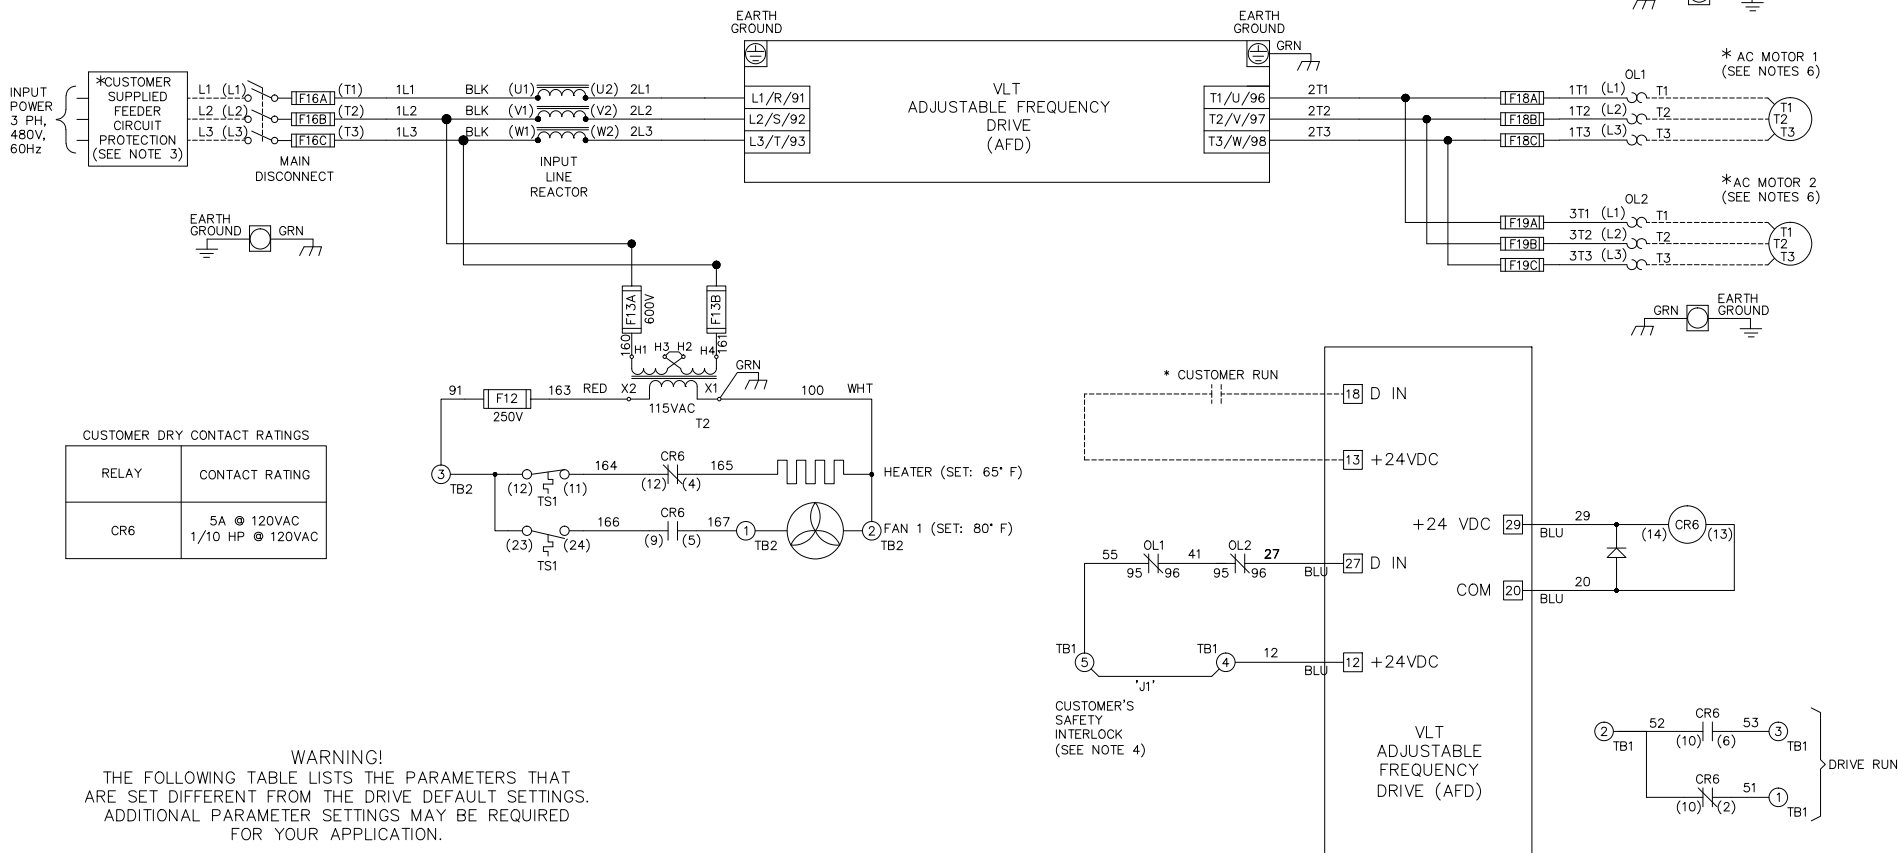 EARTH
GROUND
EARTH
GROUND
GRN
* AC MOTOR 1
(SEE NOTES 6)
INPUT
POWER
3 PH,
480V,
60Hz
*CUSTOMER
SUPPLIED
FEEDER
CIRCUIT
PROTECTION
(SEE NOTE 3)
L1 (L1) F16A (T1) 1L1 BLK (U1) (U2) 2L1 L1/R/91
L2 (L2) F16B (T2) 1L2 BLK (V1) (V2) 2L2 L2/S/92
L3 (L3) F16C (T3) 1L3 BLK (W1) (W2) 2L3 L3/T/93
MAIN
DISCONNECT
INPUT
LINE
REACTOR
VLT
ADJUSTABLE FREQUENCY
DRIVE
(AFD)
OL1
T1/U/96 2T1 F18A 1T1 (L1) T1 T1
T2/V/97 2T2 F18B 1T2 (L2) T2 T2
T3/W/98 2T3 F18C 1T3 (L3) T3 T3
*AC MOTOR 2
(SEE NOTES 6)
OL2
F19A 3T1 (L1) T1 T1
F19B 3T2 (L2) T2 T2
F19C 3T3 (L3) T3 T3
EARTH
GROUND
GRN
GRN
EARTH
GROUND
F13A
600V
F13B
160
161
H1 H3 H2 H4
GRN
91 F12 163 RED X2 X1 100 WHT
250V
115VAC
T2
3 TB2
(12) (11) 164 CR6 165 HEATER (SET: 65° F)
TS1 (12) (4)
166 CR6 167 1 2 FAN 1 (SET: 80° F)
(23) (24) (9) (5) TB2 TB2
TS1
CUSTOMER DRY CONTACT RATINGS
RELAY CONTACT RATING
CR6 5A @ 120VAC
1/10 HP @ 120VAC
* CUSTOMER RUN
18 D IN
13 +24VDC
+24 VDC 29 29 CR6
BLU (14) (13)
55 OL1 41 OL2 27 27 D IN
95 96 95 96 BLU
COM 20 20
BLU
TB1 TB1
5 4 12 12 +24VDC
BLU
'J1'
CUSTOMER'S
SAFETY
INTERLOCK
(SEE NOTE 4)
VLT
ADJUSTABLE
FREQUENCY
DRIVE (AFD)
2 TB1 52 CR6 53 3 TB1
(10) (6)
DRIVE RUN
CR6 51 1 TB1
(10) (2)
WARNING!
THE FOLLOWING TABLE LISTS THE PARAMETERS THAT
ARE SET DIFFERENT FROM THE DRIVE DEFAULT SETTINGS.
ADDITIONAL PARAMETER SETTINGS MAY BE REQUIRED
FOR YOUR APPLICATION.